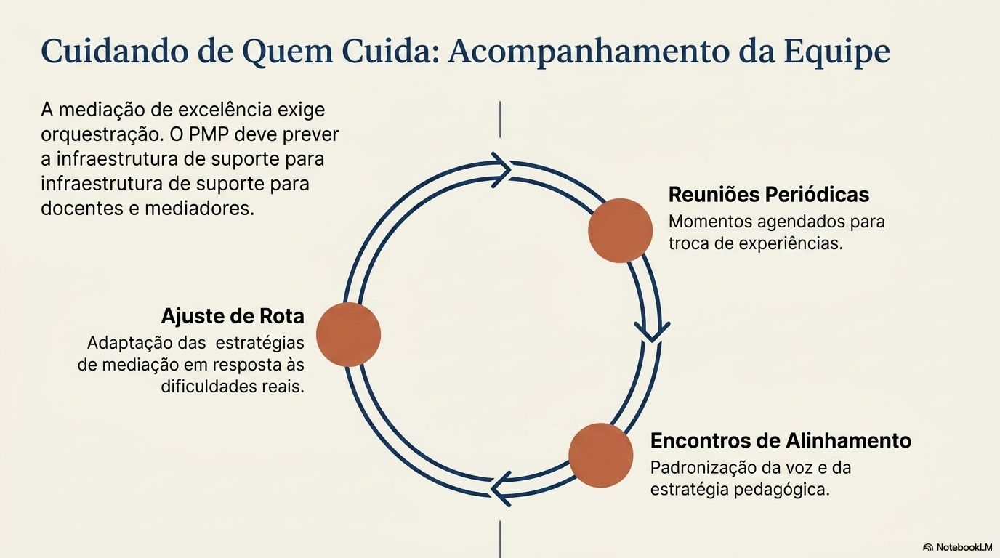 Cuidando de Quem Cuida: Acompanhamento da Equipe
A mediação de excelência exige
orquestração. O PMP deve prever
a infraestrutura de suporte para
infraestrutura de suporte para
docentes e mediadores.
Reuniões Periódicas
Momentos agendados para
troca de experiências.
Ajuste de Rota
Adaptação das  estratégias
de mediação em resposta às
dificuldades reais.
Encontros de Alinhamento
Padronização da voz e da
estratégia pedagógica.
NotebookLM